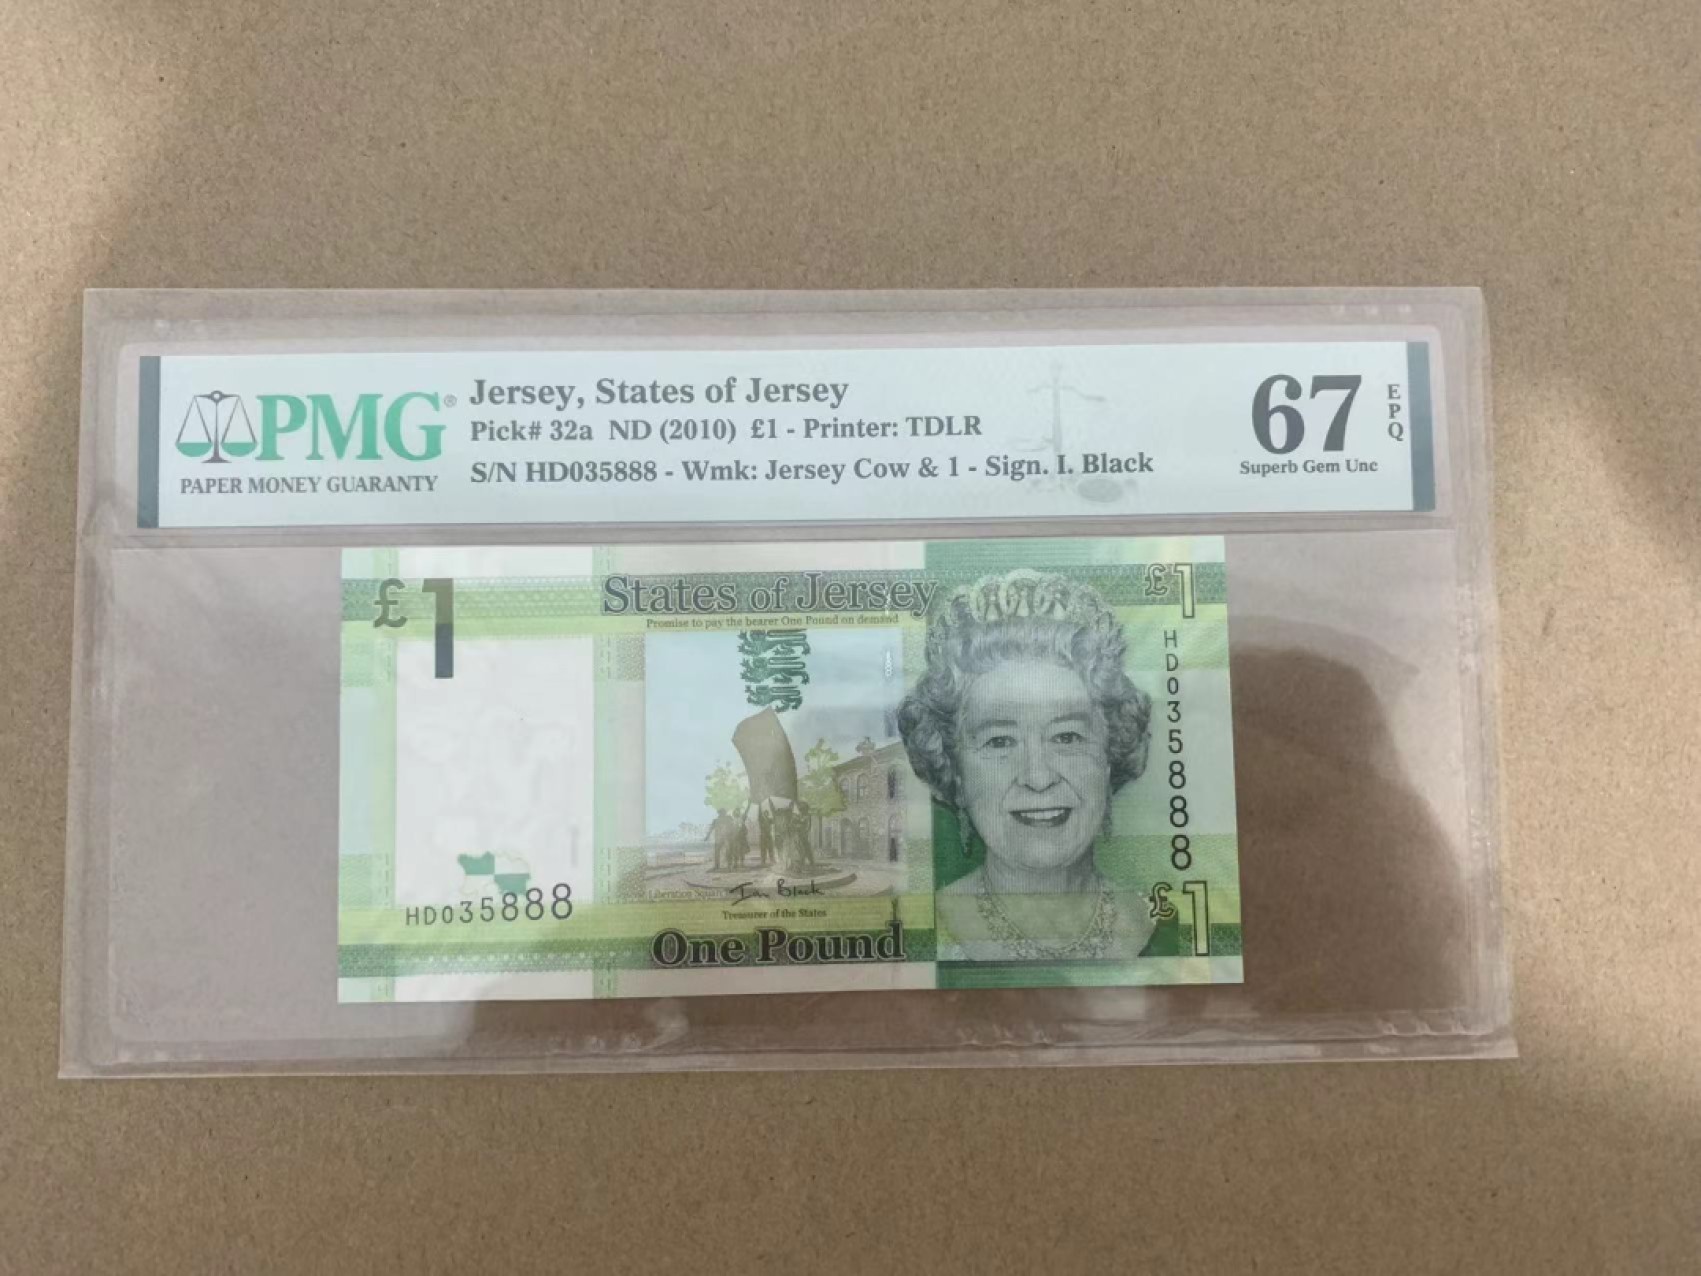 PMG®
PAPER MONEY GUARANTY
Jersey, States of Jersey
Pick# 32a ND (2010) £1 - Printer: TDLR
S/N HD035888 - Wmk: Jersey Cow & 1 - Sign. I. Black
67
EPQ
Superb Gem Unc
£1
States of Jersey
Promise to pay the bearer One Pound on demand
£1
HD035888
HD035888
Liberation Square
Ian Black
Treasurer of the States
One Pound
£1